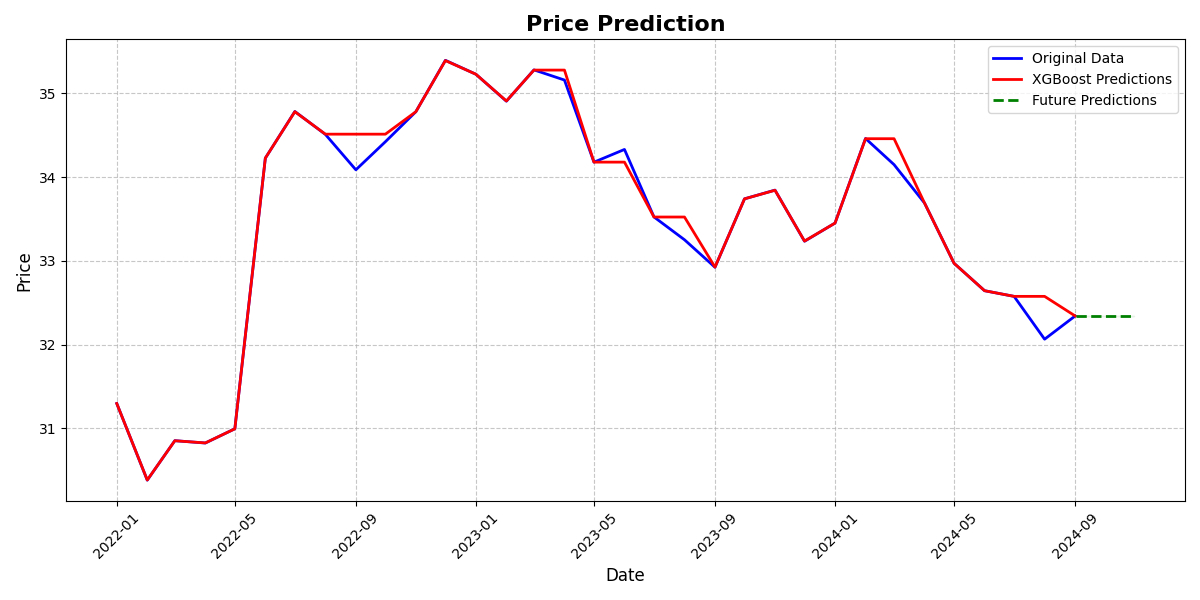 Price Prediction
Original Data
XGBoost Predictions
Future Predictions
Price
35
34
33
32
31
2022-01
2022-05
2022-09
2023-01
2023-05
2023-09
2024-01
2024-05
2024-09
Date